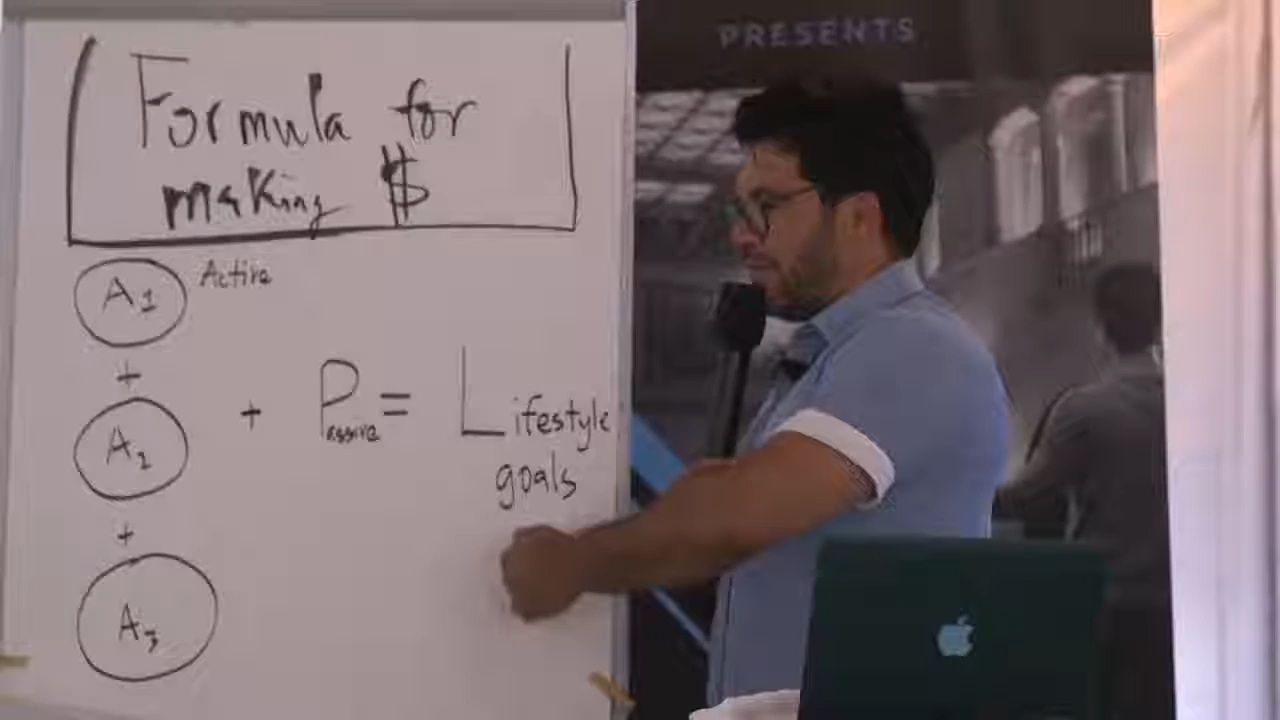 PRESENTS
Formula for
making $
A1 Active
+
A2 + Passive = Lifestyle
goals
+
A3